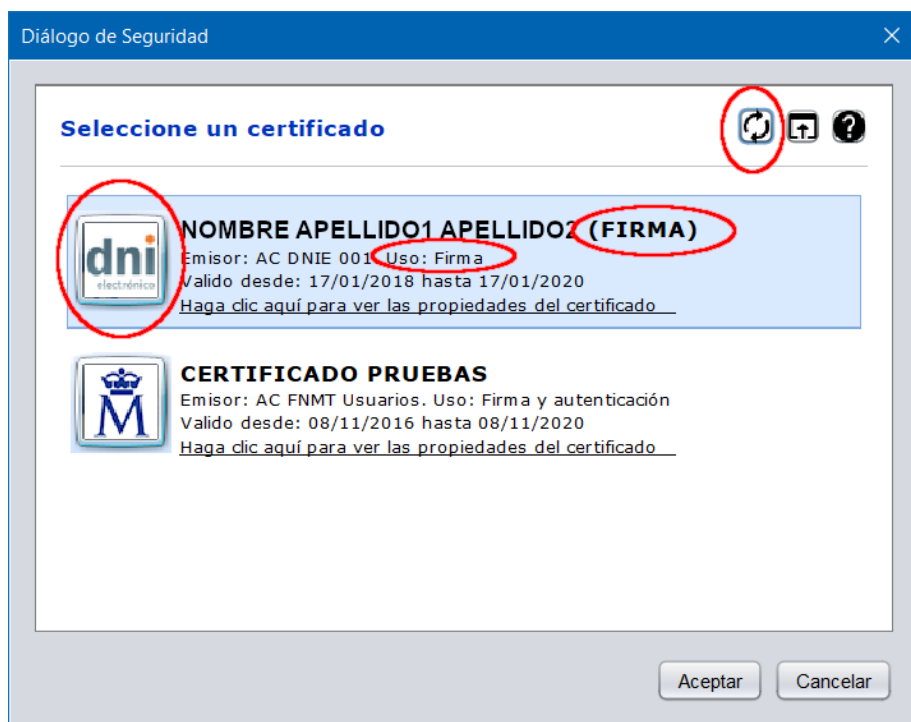 Diálogo de Seguridad
Seleccione un certificado
?
dni
electrónico
NOMBRE APELLIDO1 APELLIDO2 (FIRMA)
Emisor: AC DNIE 001. Uso: Firma
Valido desde: 17/01/2018 hasta 17/01/2020
Haga clic aquí para ver las propiedades del certificado
M
CERTIFICADO PRUEBAS
Emisor: AC FNMT Usuarios. Uso: Firma y autenticación
Valido desde: 08/11/2016 hasta 08/11/2020
Haga clic aquí para ver las propiedades del certificado
Aceptar Cancelar